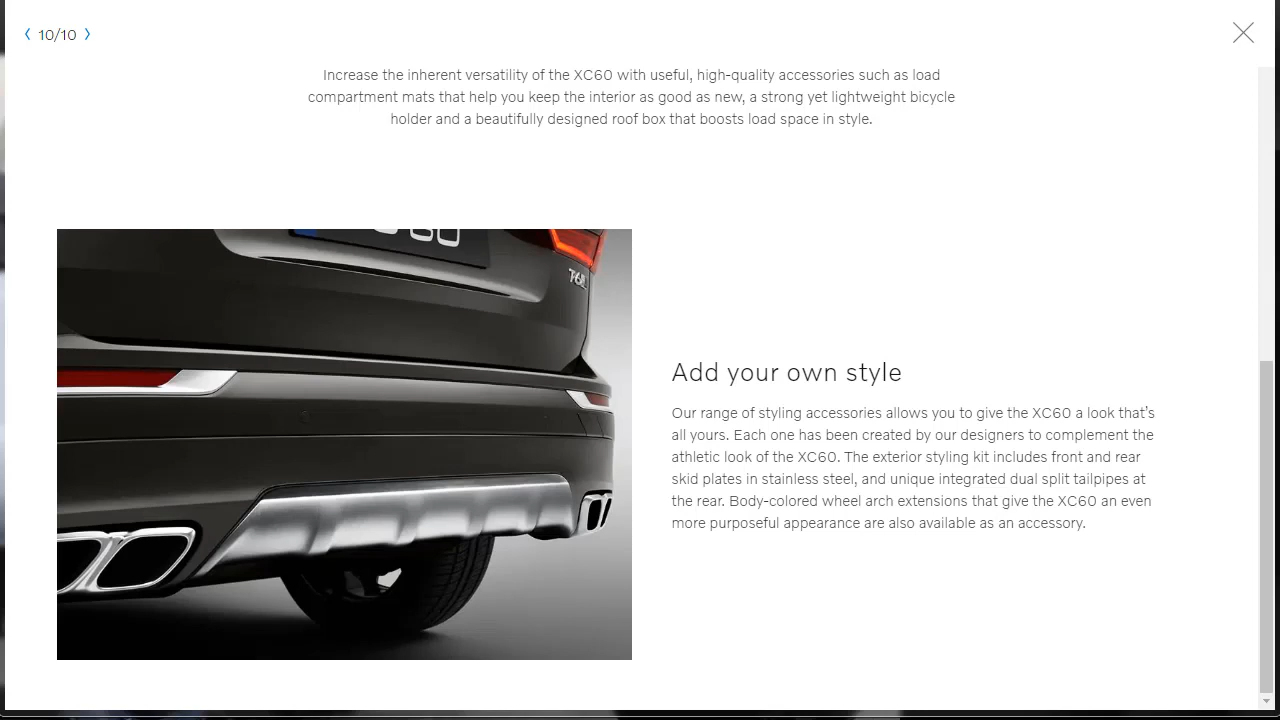 10/10
Increase the inherent versatility of the XC60 with useful, high-quality accessories such as load
compartment mats that help you keep the interior as good as new, a strong yet lightweight bicycle
holder and a beautifully designed roof box that boosts load space in style.
Add your own style
Our range of styling accessories allows you to give the XC60 a look that's
all yours. Each one has been created by our designers to complement the
athletic look of the XC60. The exterior styling kit includes front and rear
skid plates in stainless steel, and unique integrated dual split tailpipes at
the rear. Body-colored wheel arch extensions that give the XC60 an even
more purposeful appearance are also available as an accessory.